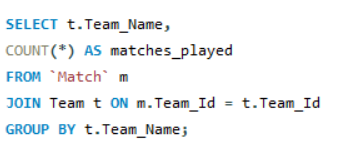 SELECT t.Team_Name,
COUNT(*) AS matches_played
FROM `Match` m
JOIN Team t ON m.Team_Id = t.Team_Id
GROUP BY t.Team_Name;